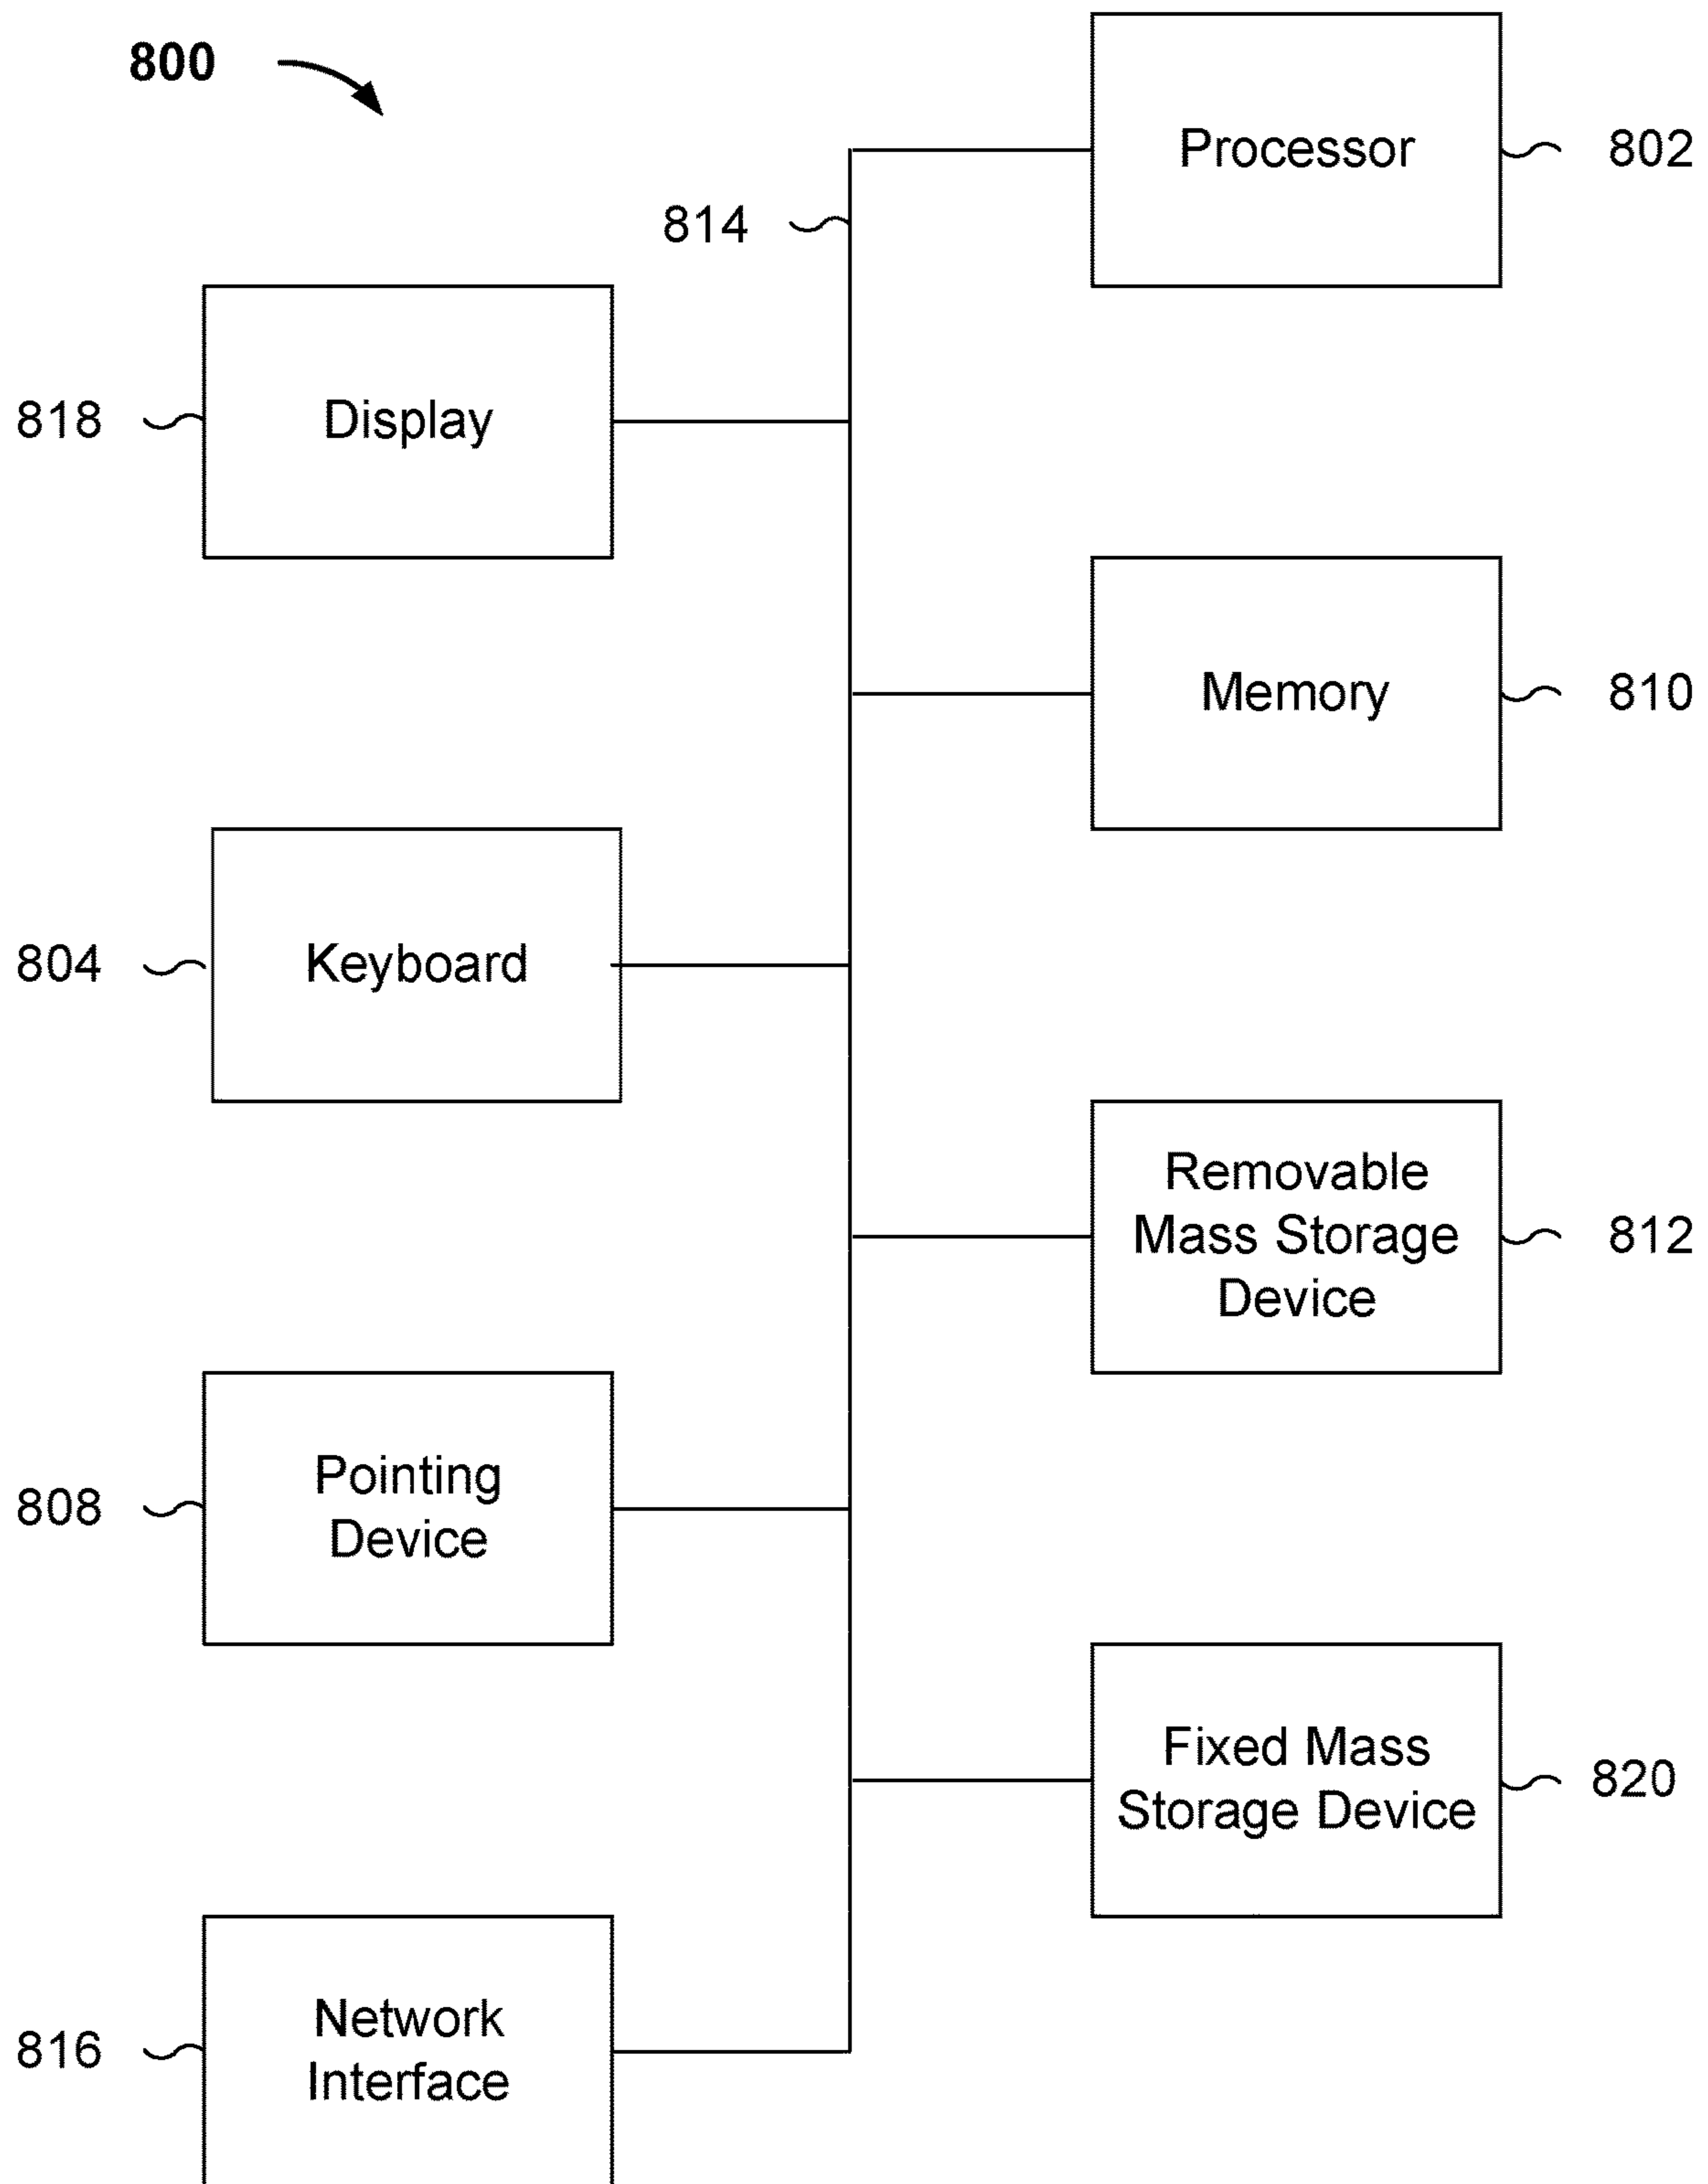 800
Processor
802
814
818
Display
Memory
810
804
Keyboard
Removable
Mass Storage
Device
812
808
Pointing
Device
Fixed Mass
Storage Device
820
816
Network
Interface